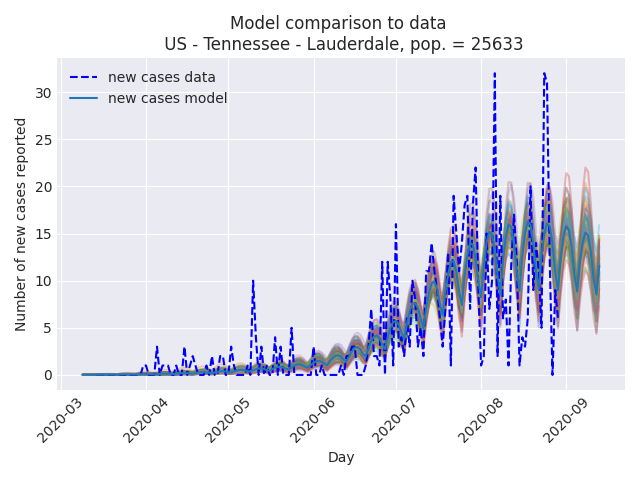 Model comparison to data
US - Tennessee - Lauderdale, pop. = 25633
new cases data
new cases model
Number of new cases reported
30
25
20
15
10
5
0
2020-03
2020-04
2020-05
2020-06
2020-07
2020-08
2020-09
Day